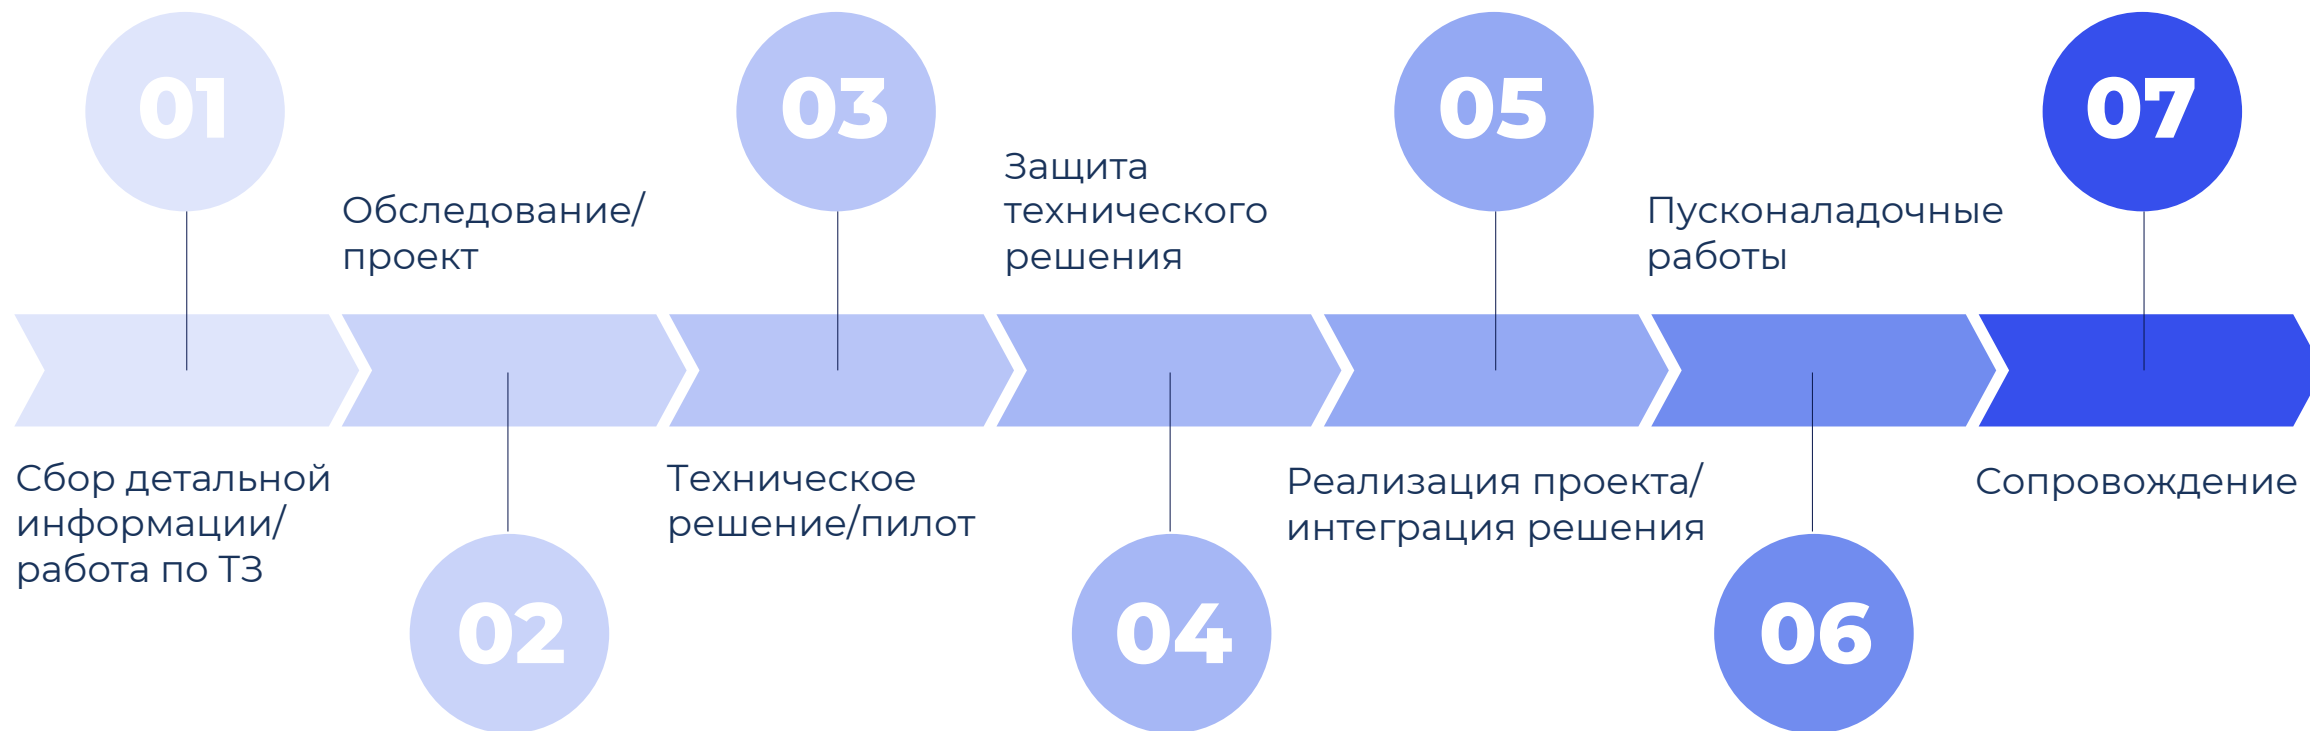 01
Сбор детальной
информации/
работа по ТЗ
02
Обследование/
проект
03
Техническое
решение/пилот
04
Защита
технического
решения
05
Реализация проекта/
интеграция решения
06
Пусконаладочные
работы
07
Сопровождение